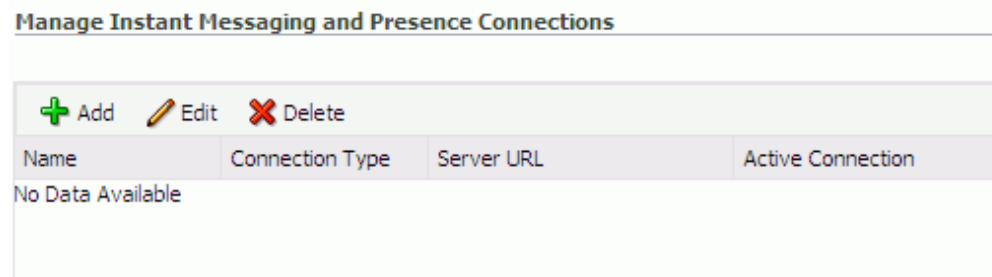 Manage Instant Messaging and Presence Connections
Add Edit Delete
Name Connection Type Server URL Active Connection
No Data Available